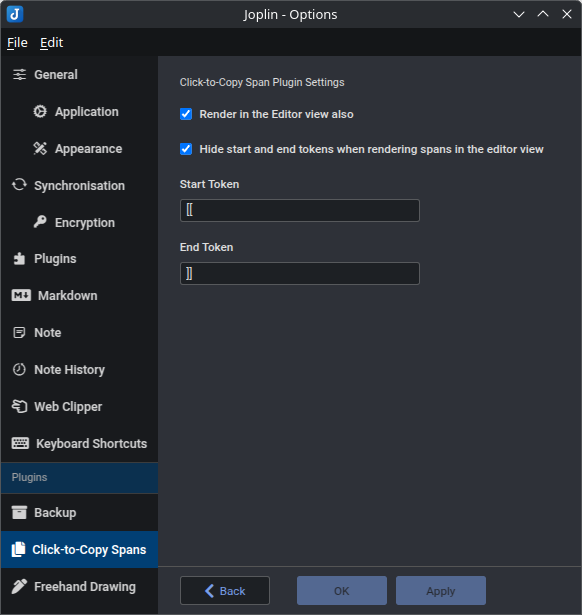 Joplin - Options
File Edit
General
Application
Appearance
Synchronisation
Encryption
Plugins
Markdown
Note
Note History
Web Clipper
Keyboard Shortcuts
Plugins
Backup
Click-to-Copy Spans
Freehand Drawing
Click-to-Copy Span Plugin Settings
Render in the Editor view also
Hide start and end tokens when rendering spans in the editor view
Start Token
[[
End Token
]]
Back OK Apply